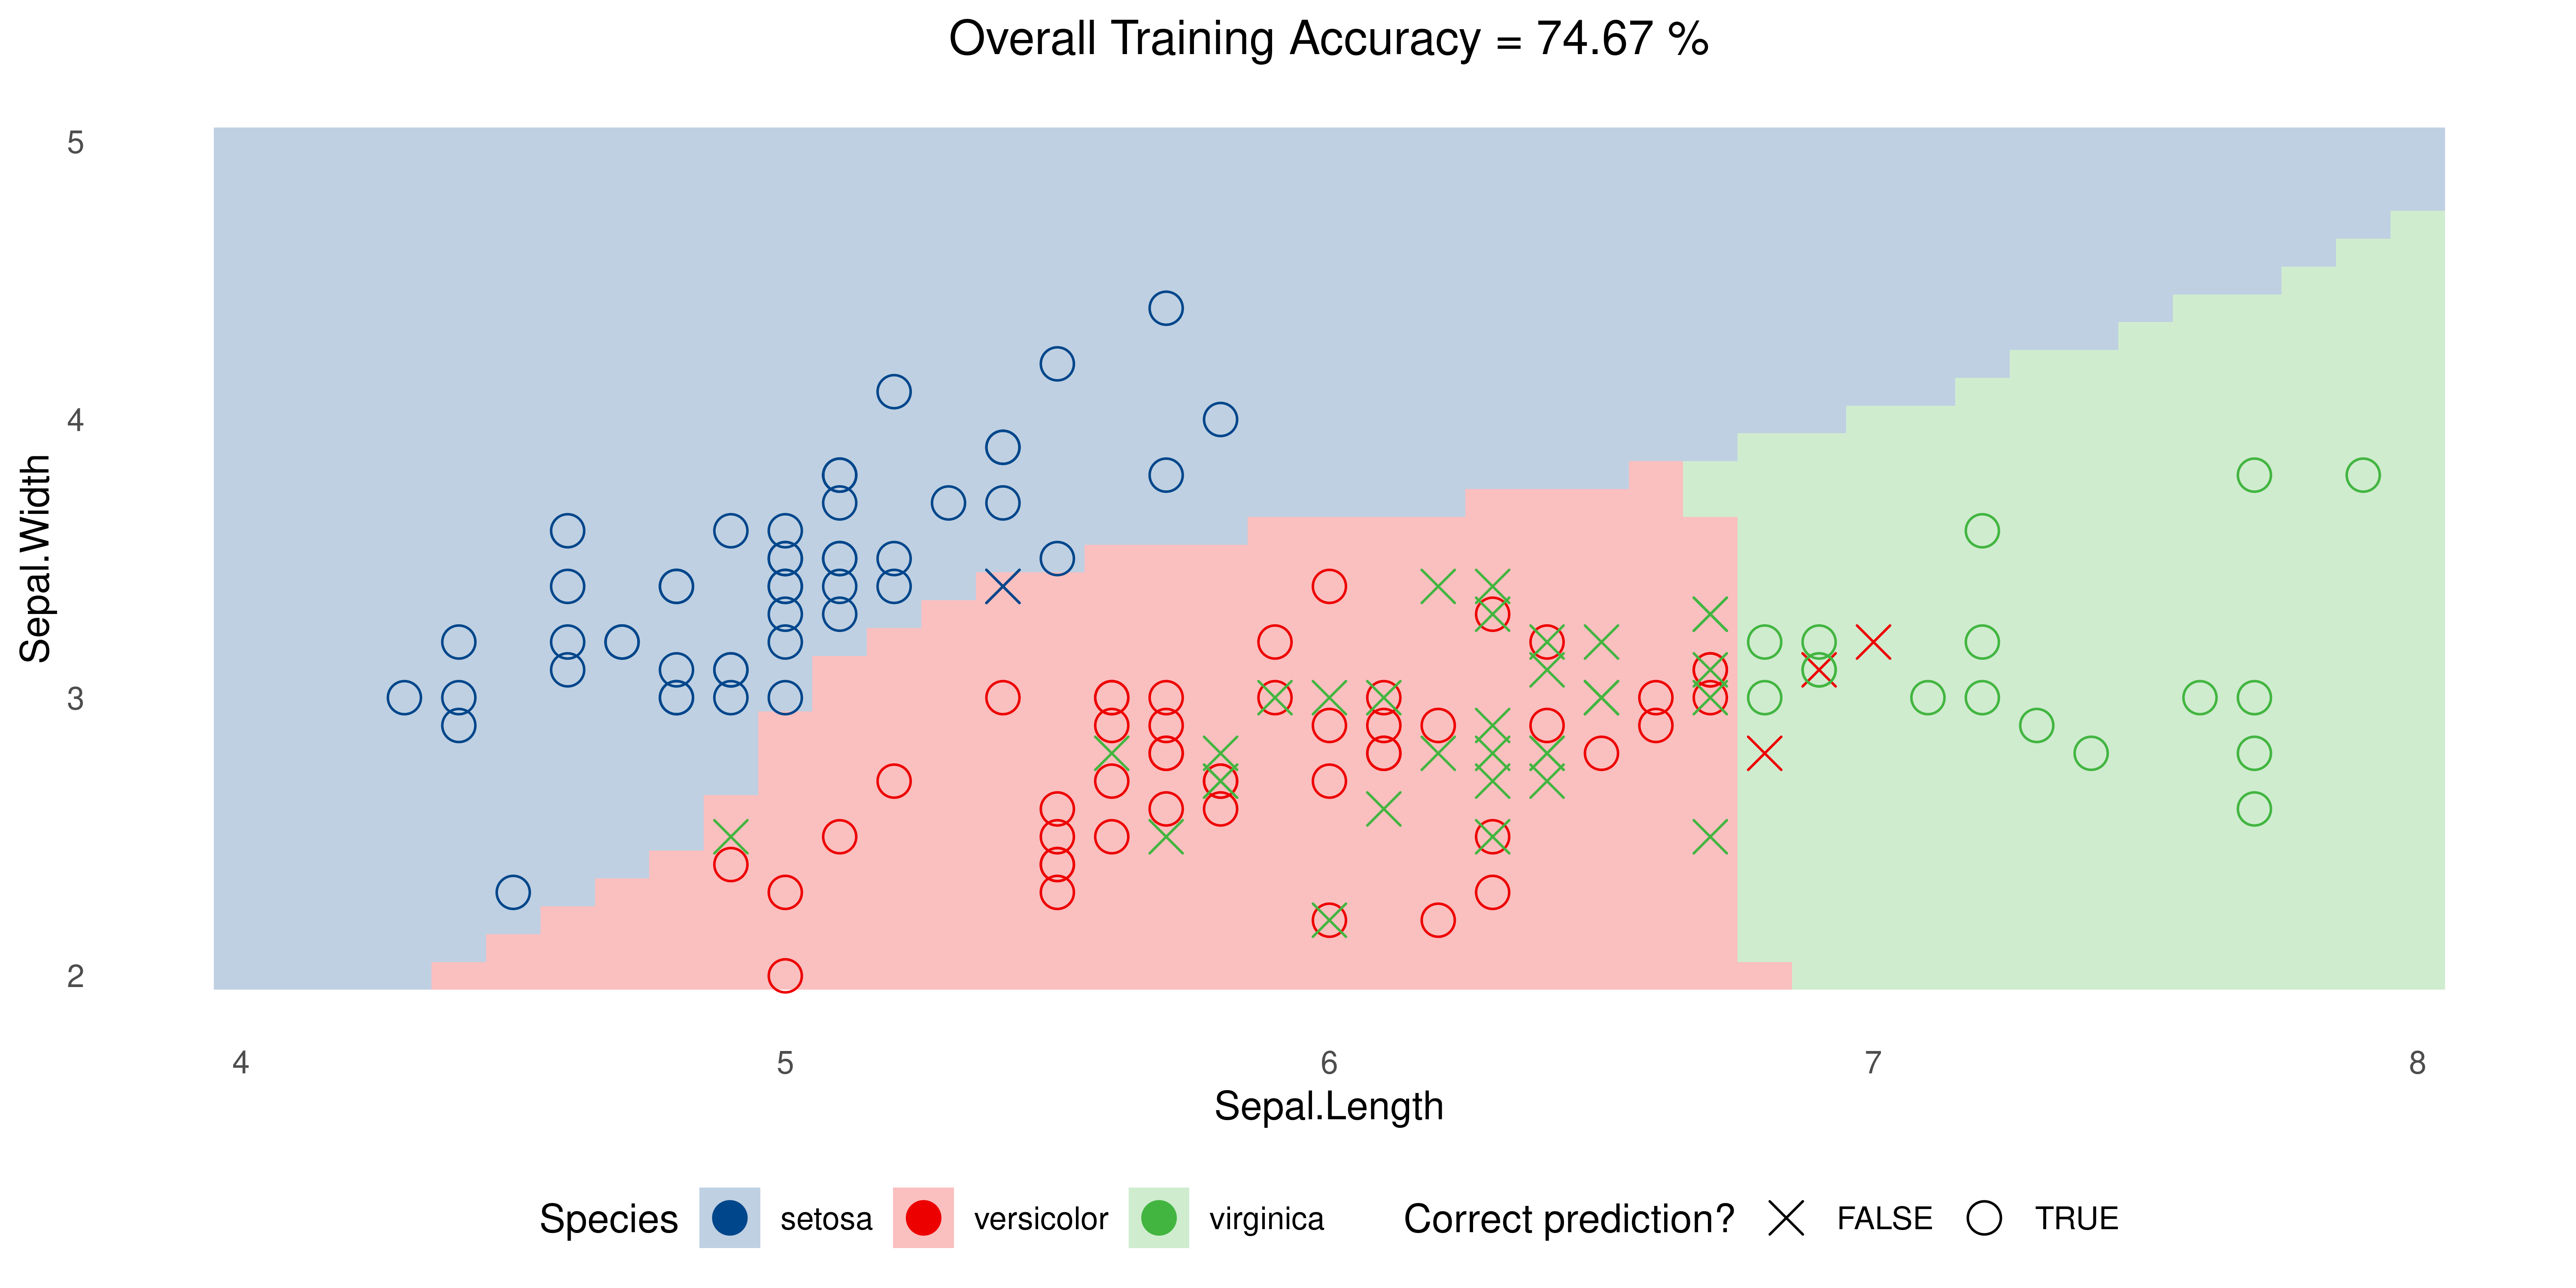 Overall Training Accuracy = 74.67 %
5
4
3
2
Sepal.Width
4 5 6 7 8
Sepal.Length
Species setosa versicolor virginica Correct prediction? FALSE TRUE